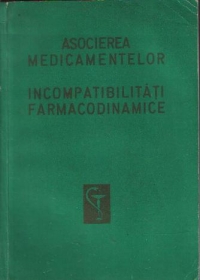 ASOCIEREA
MEDICAMENTELOR
INCOMPATIBILITĂȚI
FARMACODINAMICE